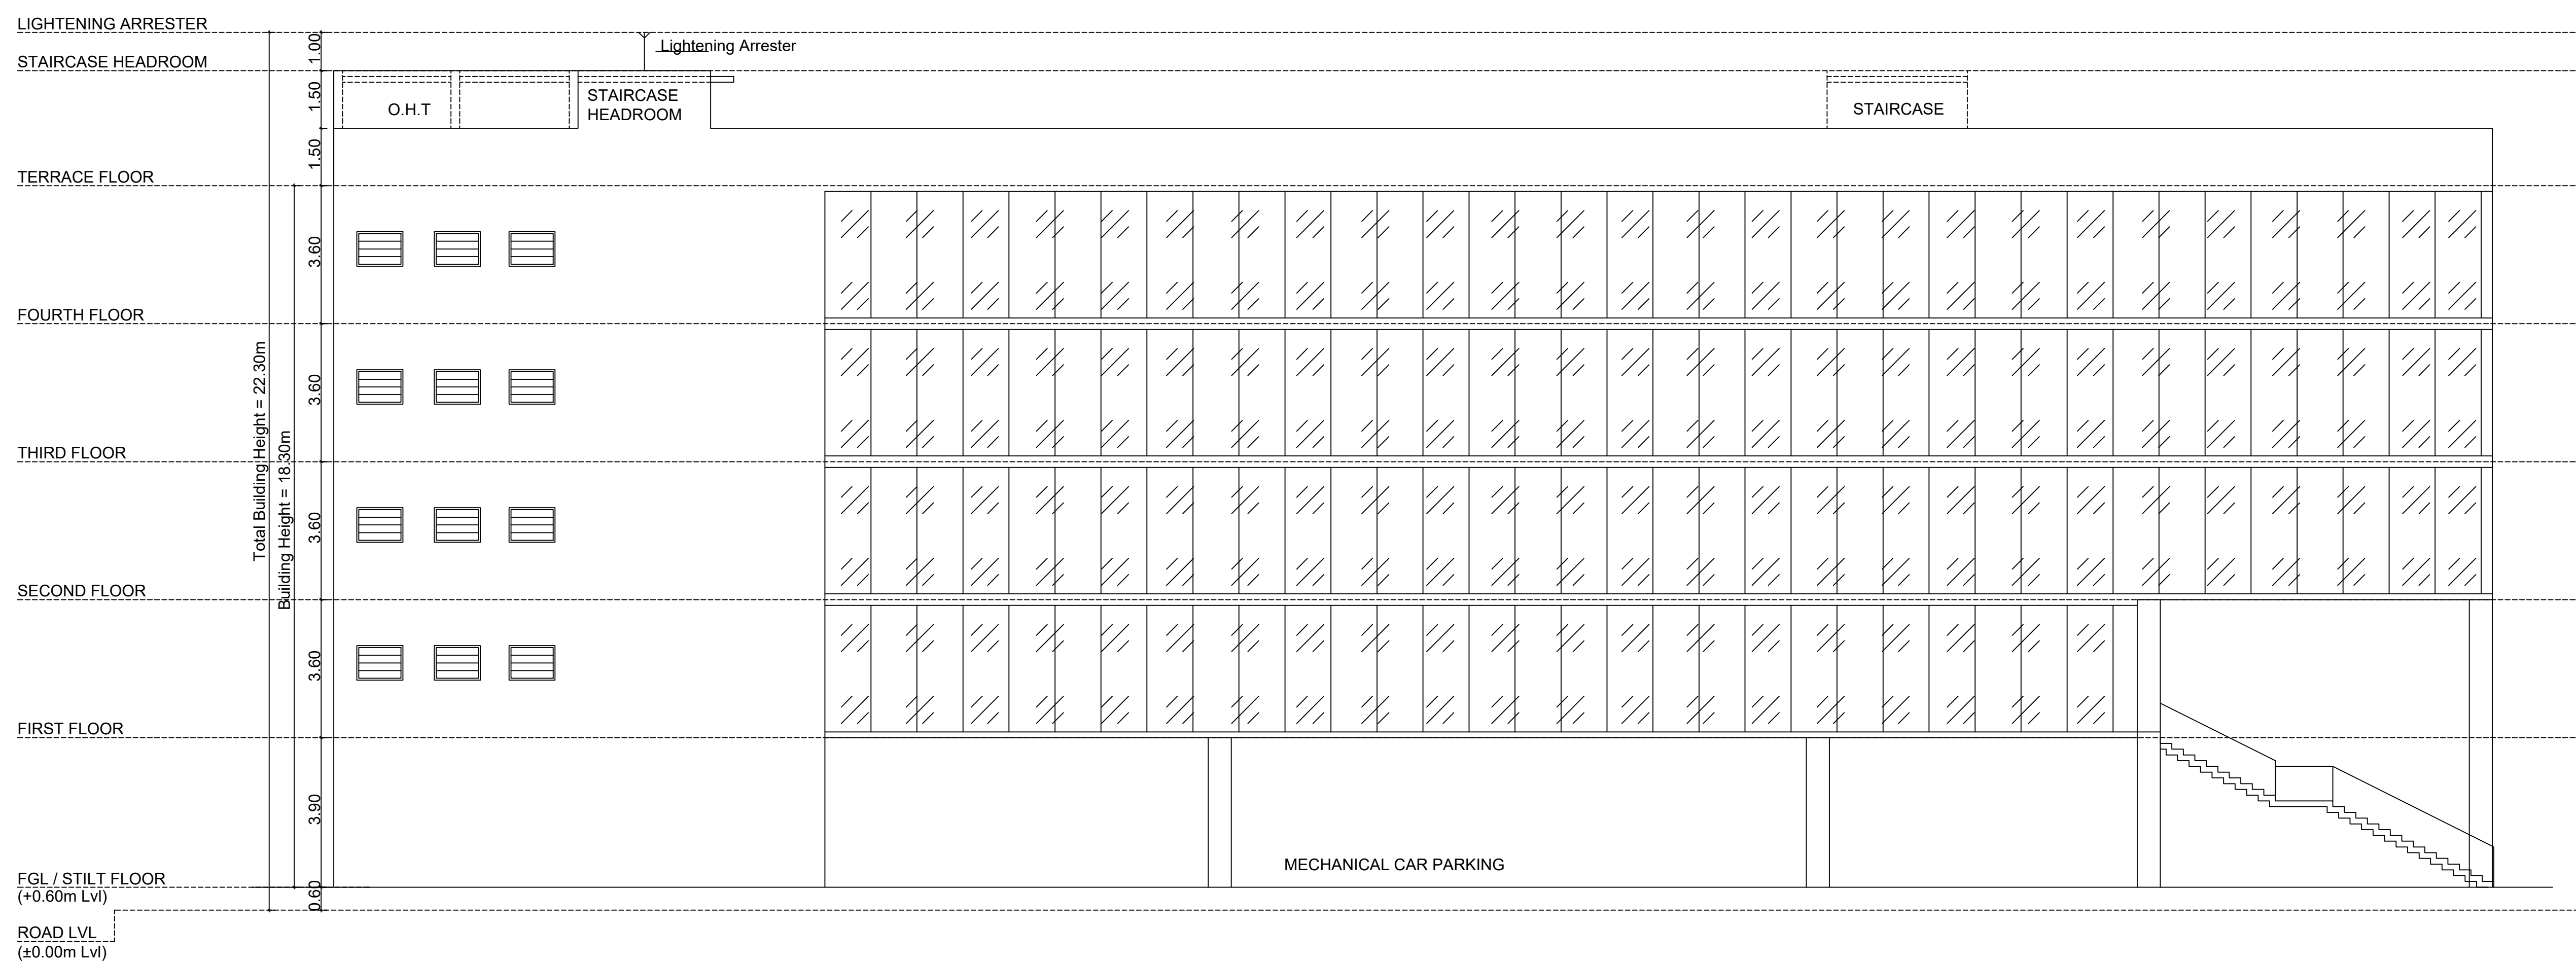 LIGHTENING ARRESTER
1.00
Lightening Arrester
STAIRCASE HEADROOM
1.50
O.H.T
STAIRCASE
HEADROOM
STAIRCASE
1.50
TERRACE FLOOR
3.60
FOURTH FLOOR
Total Building Height = 22.30m
Building Height = 18.30m
3.60
THIRD FLOOR
3.60
SECOND FLOOR
3.60
FIRST FLOOR
3.90
MECHANICAL CAR PARKING
FGL / STILT FLOOR
(+0.60m Lvl)
0.60
ROAD LVL
(±0.00m Lvl)